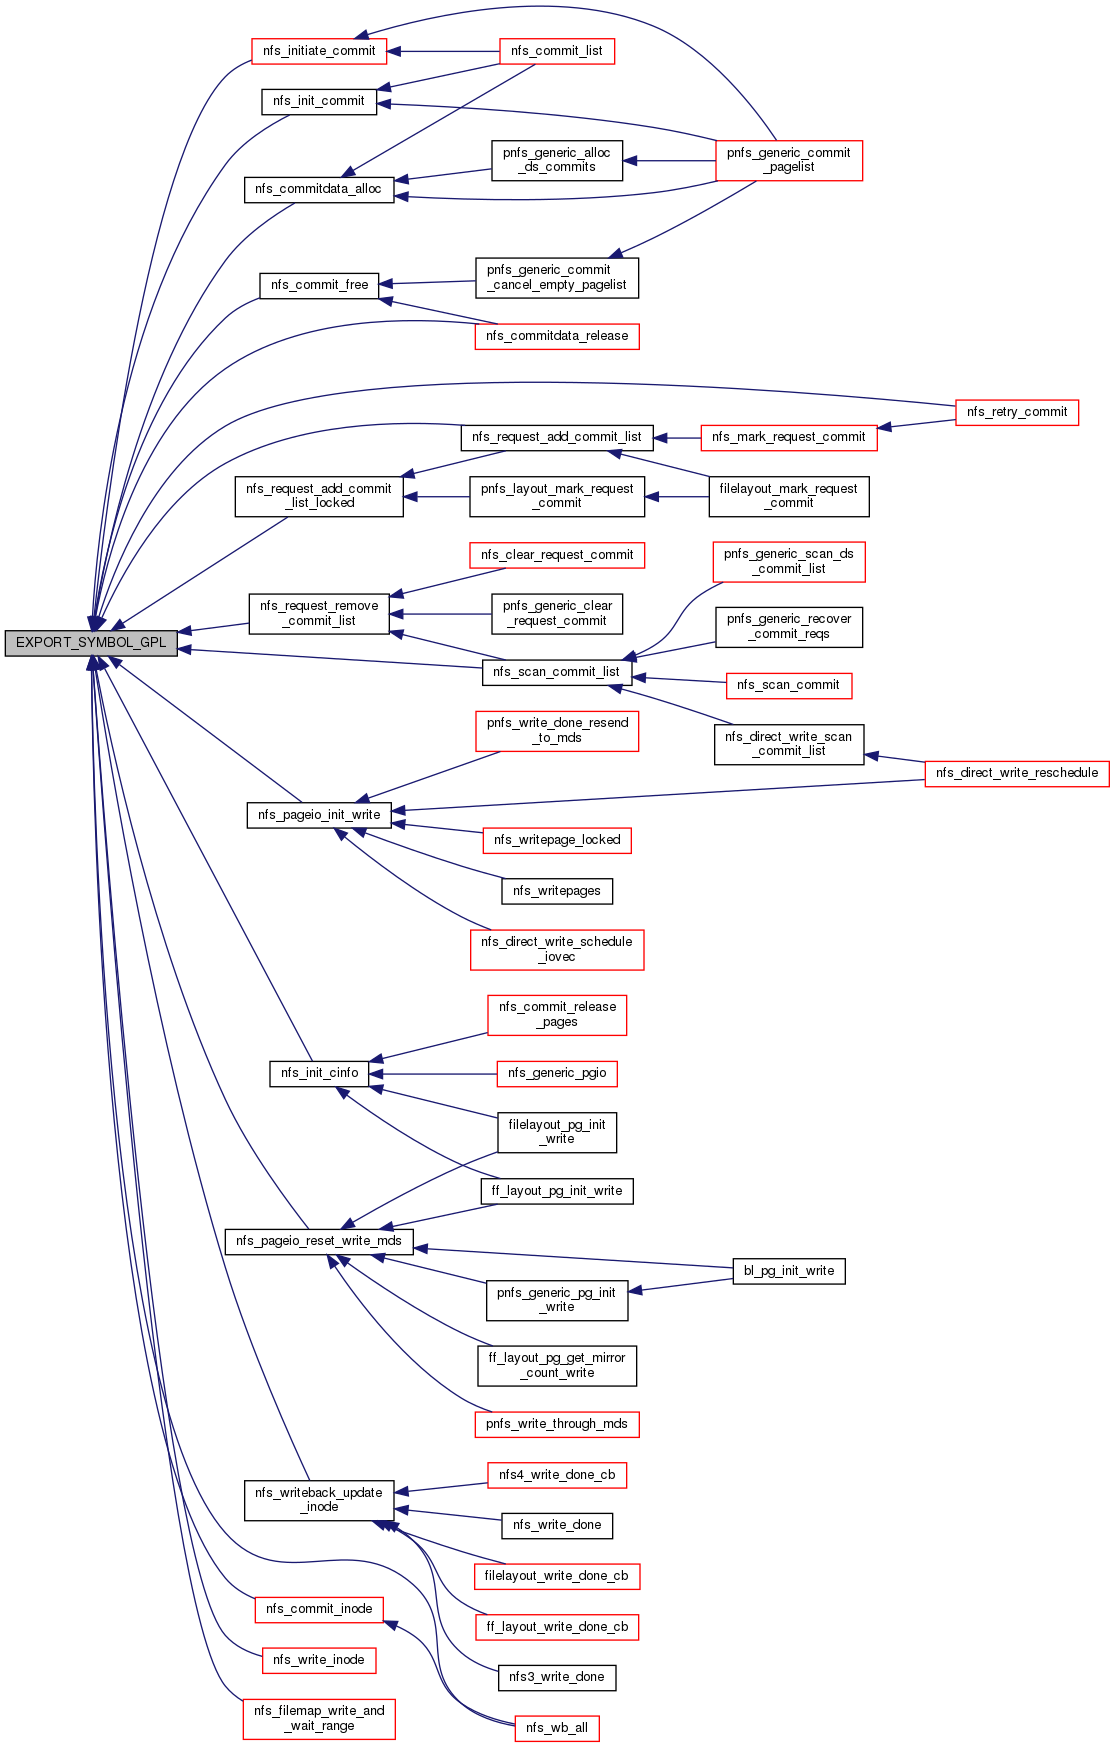 nfs_initiate_commit
nfs_commit_list
nfs_init_commit
pnfs_generic_alloc
_ds_commits
pnfs_generic_commit
_pagelist
nfs_commitdata_alloc
pnfs_generic_commit
_cancel_empty_pagelist
nfs_commit_free
nfs_commitdata_release
nfs_retry_commit
nfs_request_add_commit_list
nfs_mark_request_commit
nfs_request_add_commit
_list_locked
pnfs_layout_mark_request
_commit
filelayout_mark_request
_commit
nfs_clear_request_commit
pnfs_generic_scan_ds
_commit_list
nfs_request_remove
_commit_list
pnfs_generic_clear
_request_commit
pnfs_generic_recover
_commit_reqs
EXPORT_SYMBOL_GPL
nfs_scan_commit_list
nfs_scan_commit
pnfs_write_done_resend
_to_mds
nfs_direct_write_scan
_commit_list
nfs_direct_write_reschedule
nfs_pageio_init_write
nfs_writepage_locked
nfs_writepages
nfs_direct_write_schedule
_iovec
nfs_commit_release
_pages
nfs_init_cinfo
nfs_generic_pgio
filelayout_pg_init
_write
ff_layout_pg_init_write
nfs_pageio_reset_write_mds
bl_pg_init_write
pnfs_generic_pg_init
_write
ff_layout_pg_get_mirror
_count_write
pnfs_write_through_mds
nfs4_write_done_cb
nfs_writeback_update
_inode
nfs_write_done
filelayout_write_done_cb
nfs_commit_inode
ff_layout_write_done_cb
nfs_write_inode
nfs3_write_done
nfs_filemap_write_and
_wait_range
nfs_wb_all